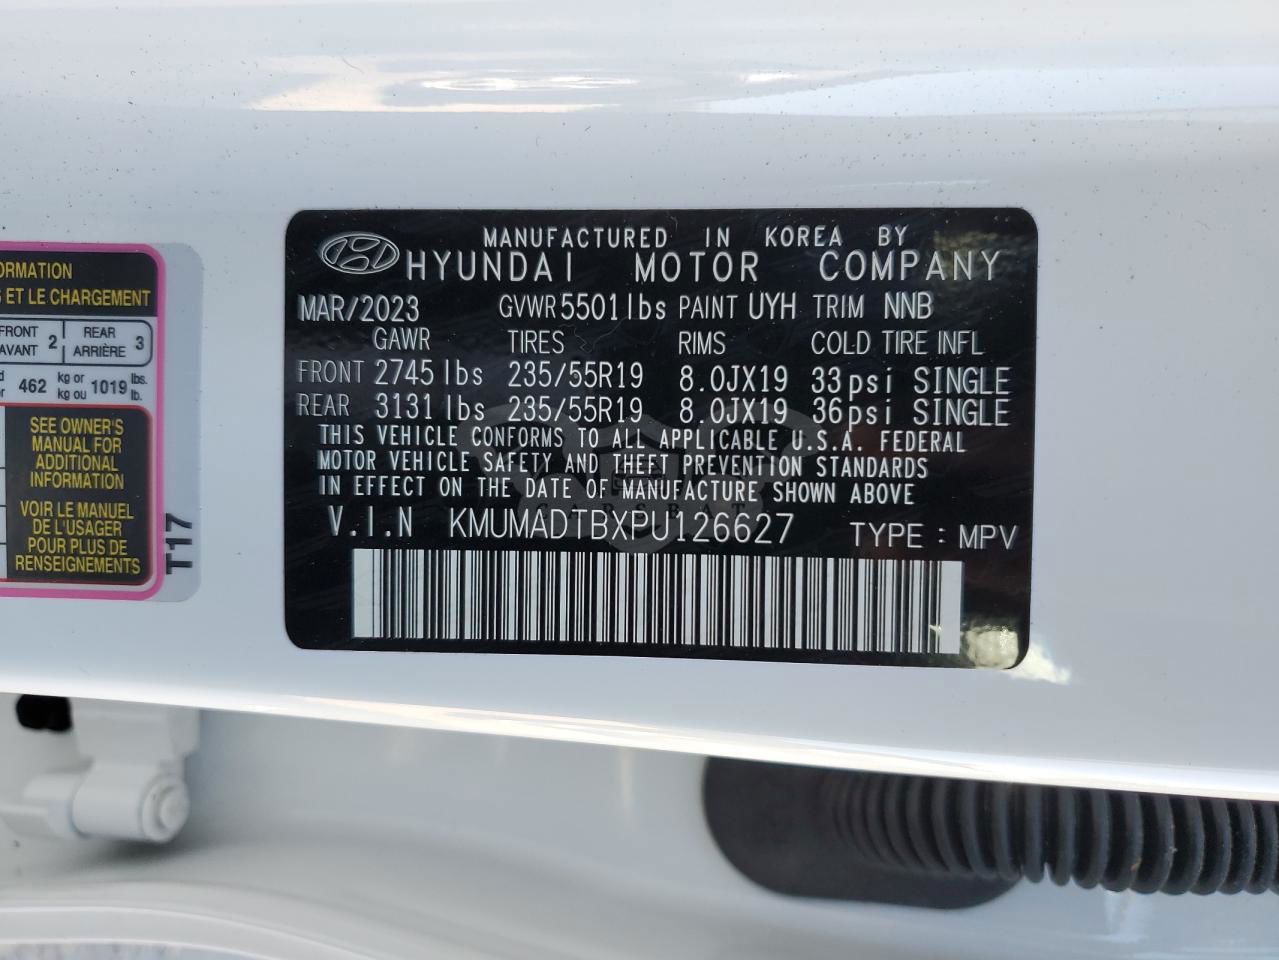 ORMATION
S ET LE CHARGEMENT
FRONT
AVANT 2
REAR
ARRIÈRE 3
462 kg or
kg ou 1019 lbs.
lb.
SEE OWNER'S
MANUAL FOR
ADDITIONAL
INFORMATION
VOIR LE MANUEL
DE L'USAGER
POUR PLUS DE
RENSEIGNEMENTS
T17
MANUFACTURED IN KOREA BY
HYUNDAI MOTOR COMPANY
MAR/2023 GVWR 5501lbs PAINT UYH TRIM NNB
GAWR TIRES RIMS COLD TIRE INFL
FRONT 2745 lbs 235/55R19 8.0JX19 33psi SINGLE
REAR 3131 lbs 235/55R19 8.0JX19 36psi SINGLE
THIS VEHICLE CONFORMS TO ALL APPLICABLE U.S.A. FEDERAL
MOTOR VEHICLE SAFETY AND THEFT PREVENTION STANDARDS
IN EFFECT ON THE DATE OF MANUFACTURE SHOWN ABOVE
CARSBAT
V.I.N KMUMADTBXPU126627 TYPE : MPV